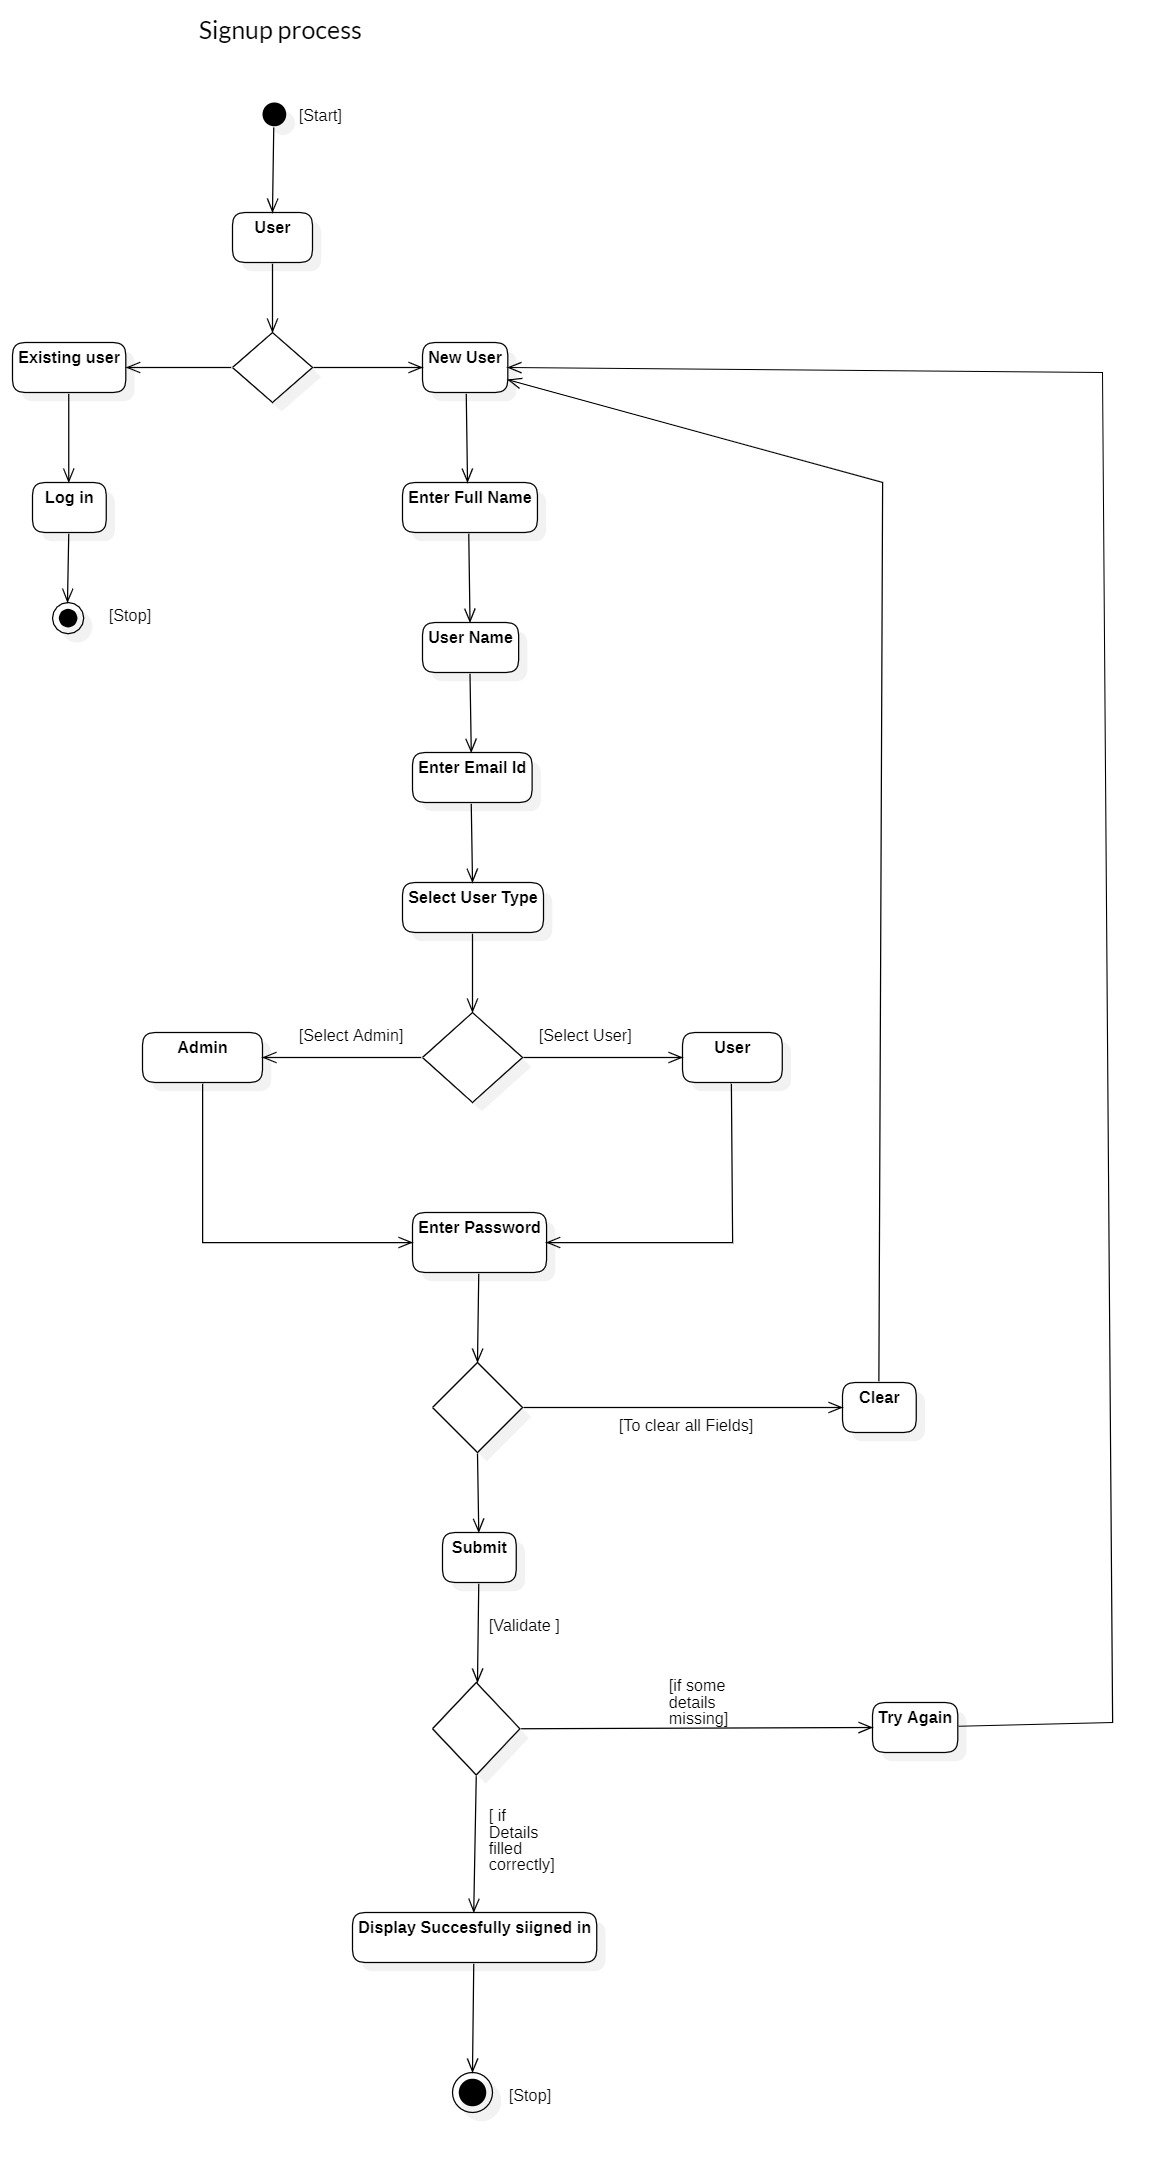 Signup process
[Start]
User
Existing user
New User
Log in
Enter Full Name
[Stop]
User Name
Enter Email Id
Select User Type
[Select Admin]
[Select User]
Admin
User
Enter Password
Clear
[To clear all Fields]
Submit
[Validate ]
[if some
details
missing]
Try Again
[ if
Details
filled
correctly]
Display Succesfully siigned in
[Stop]